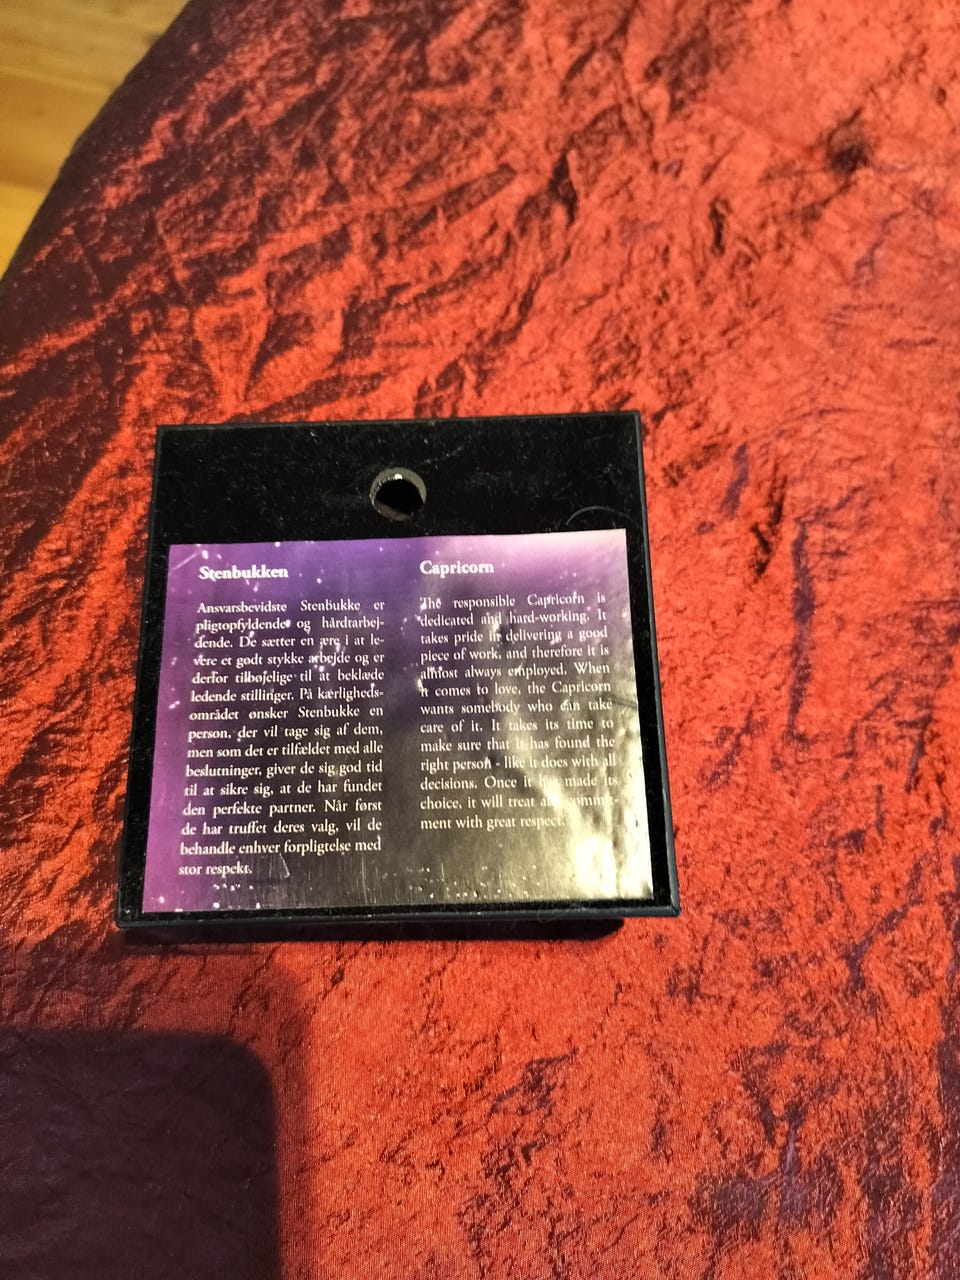 Stenbukken
Ansvarsbevidste Stenbukke er
pligtopfyldende og hårdtarbej-
dende. De sætter en ære i at le-
vere et godt stykke arbejde og er
derfor tilbøjelige til at beklæde
ledende stillinger. På kærligheds-
området ønsker Stenbukke en
person, der vil tage sig af dem,
men som det er tilfældet med alle
beslutninger, giver de sig god tid
til at sikre sig, at de har fundet
den perfekte partner. Når først
de har truffet deres valg, vil de
behandle enhver forpligtelse med
stor respekt.
Capricorn
The responsible Capricorn is
dedicated and hard-working. It
takes pride in delivering a good
piece of work, and therefore it is
almost always employed. When
it comes to love, the Capricorn
wants somebody who can take
care of it. It takes its time to
make sure that it has found the
right person - like it does with all
decisions. Once it has made its
choice, it will treat any commit-
ment with great respect.